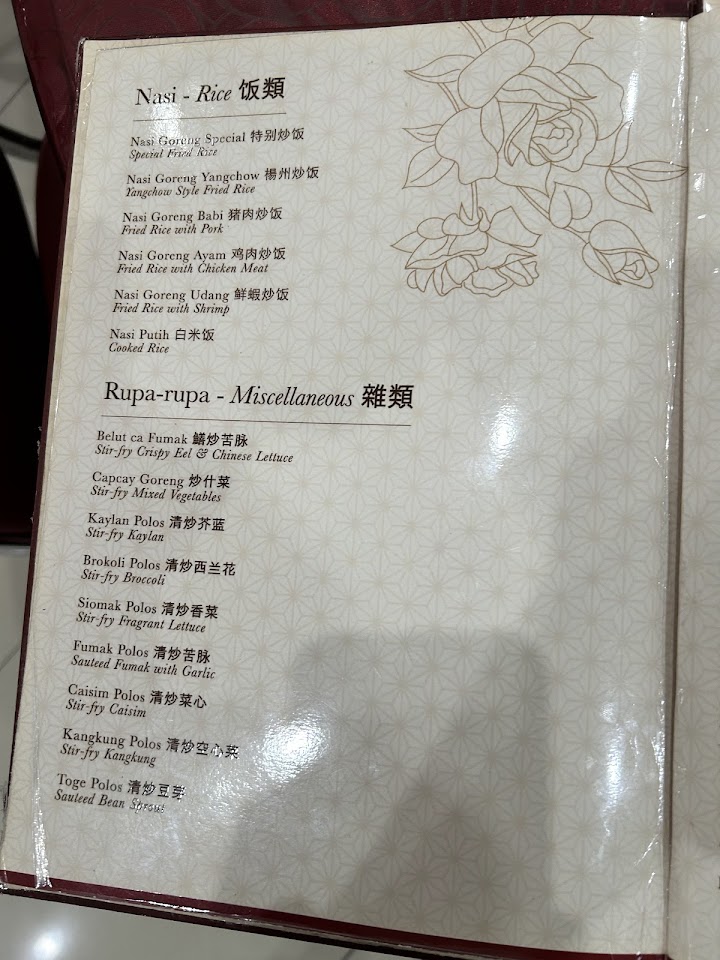 Nasi - Rice 饭類
Nasi Goreng Special 特别炒饭
Special Fried Rice
Nasi Goreng Yangchow 楊州炒饭
Yangchow Style Fried Rice
Nasi Goreng Babi 猪肉炒饭
Fried Rice with Pork
Nasi Goreng Ayam 鸡肉炒饭
Fried Rice with Chicken Meat
Nasi Goreng Udang 鲜蝦炒饭
Fried Rice with Shrimp
Nasi Putih 白米饭
Cooked Rice
Rupa-rupa - Miscellaneous 雜類
Belut ca Fumak 鳝炒苦脉
Stir-fry Crispy Eel & Chinese Lettuce
Capcay Goreng 炒什菜
Stir-fry Mixed Vegetables
Kaylan Polos 清炒芥蓝
Stir-fry Kaylan
Brokoli Polos 清炒西兰花
Stir-fry Broccoli
Siomak Polos 清炒香菜
Stir-fry Fragrant Lettuce
Fumak Polos 清炒苦脉
Sauteed Fumak with Garlic
Caisim Polos 清炒菜心
Stir-fry Caisim
Kangkung Polos 清炒空心菜
Stir-fry Kangkung
Toge Polos 清炒豆芽
Sauteed Bean Sprout